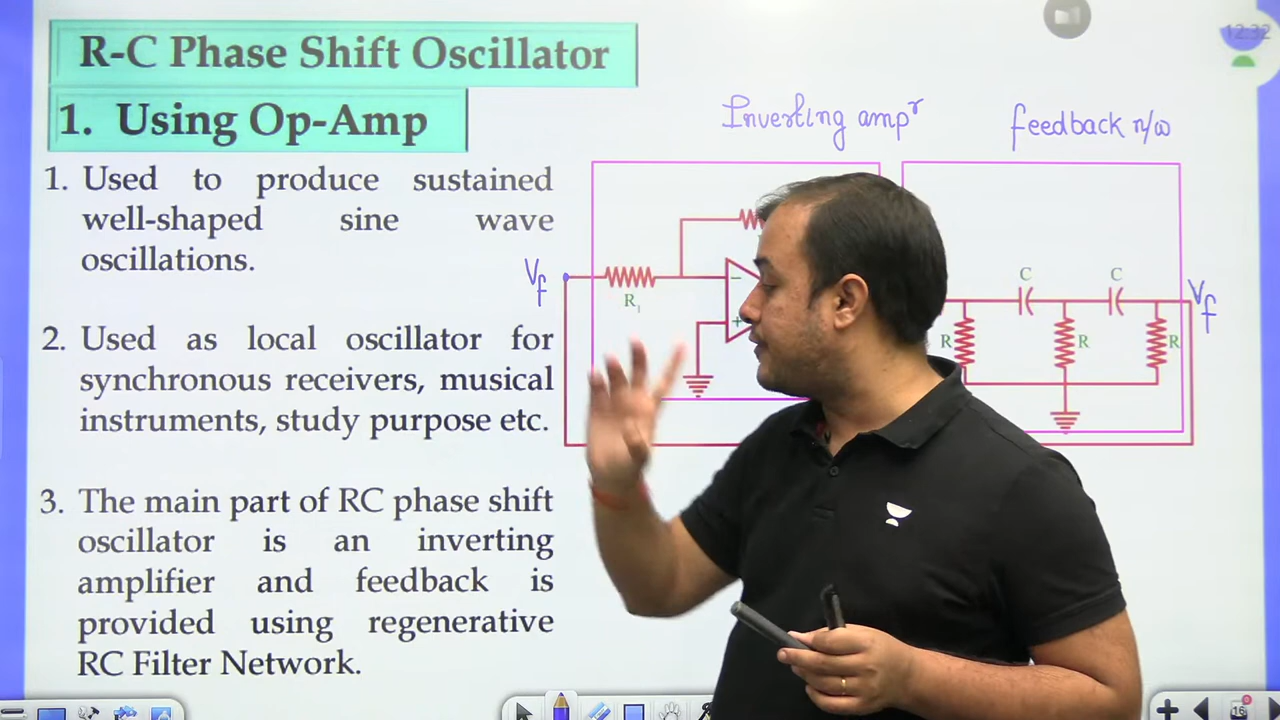 R-C Phase Shift Oscillator
1. Using Op-Amp
1. Used to produce sustained
well-shaped sine wave
oscillations.
2. Used as local oscillator for
synchronous receivers, musical
instruments, study purpose etc.
3. The main part of RC phase shift
oscillator is an inverting
amplifier and feedback is
provided using regenerative
RC Filter Network.
Inverting ampr
feedback n/w
Vf
R1
−
+
C
C
R
R
R
Vf
12:32
16